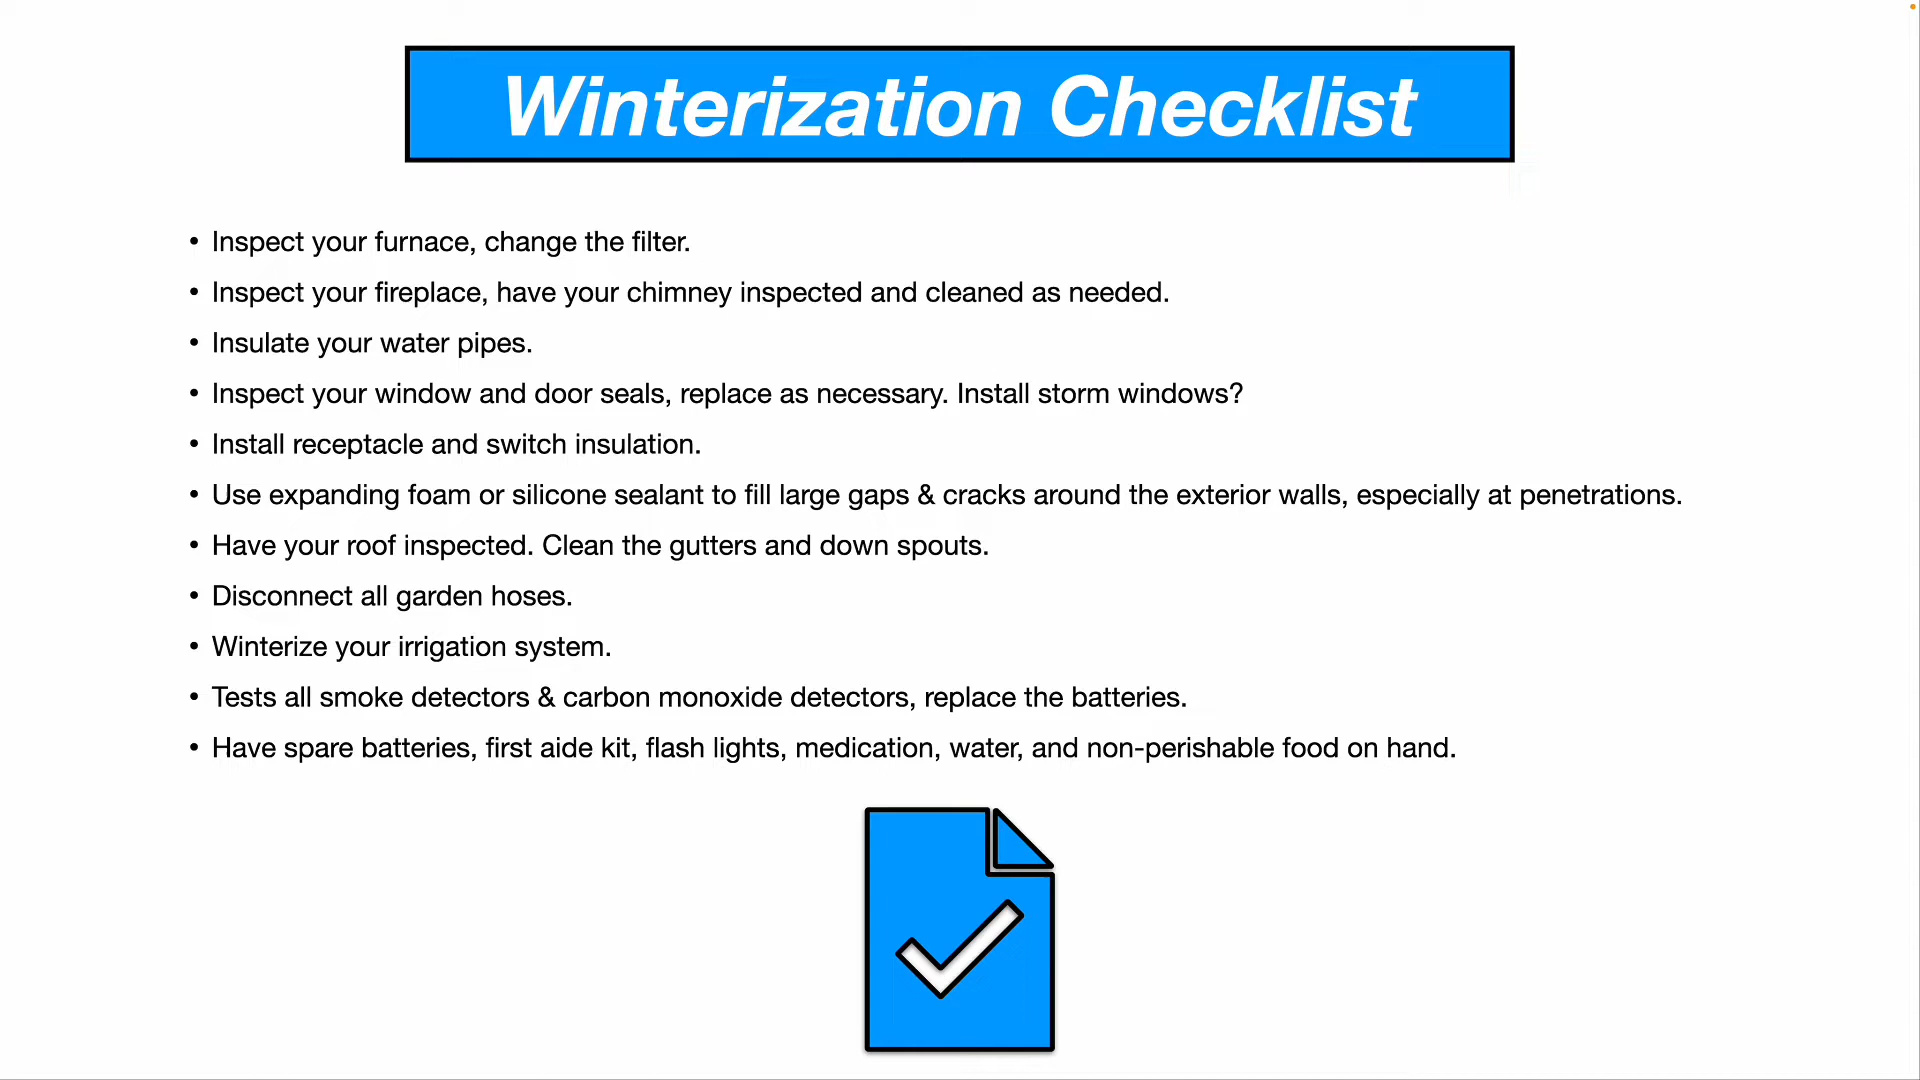 Winterization Checklist
• Inspect your furnace, change the filter.
• Inspect your fireplace, have your chimney inspected and cleaned as needed.
• Insulate your water pipes.
• Inspect your window and door seals, replace as necessary. Install storm windows?
• Install receptacle and switch insulation.
• Use expanding foam or silicone sealant to fill large gaps & cracks around the exterior walls, especially at penetrations.
• Have your roof inspected. Clean the gutters and down spouts.
• Disconnect all garden hoses.
• Winterize your irrigation system.
• Tests all smoke detectors & carbon monoxide detectors, replace the batteries.
• Have spare batteries, first aide kit, flash lights, medication, water, and non-perishable food on hand.